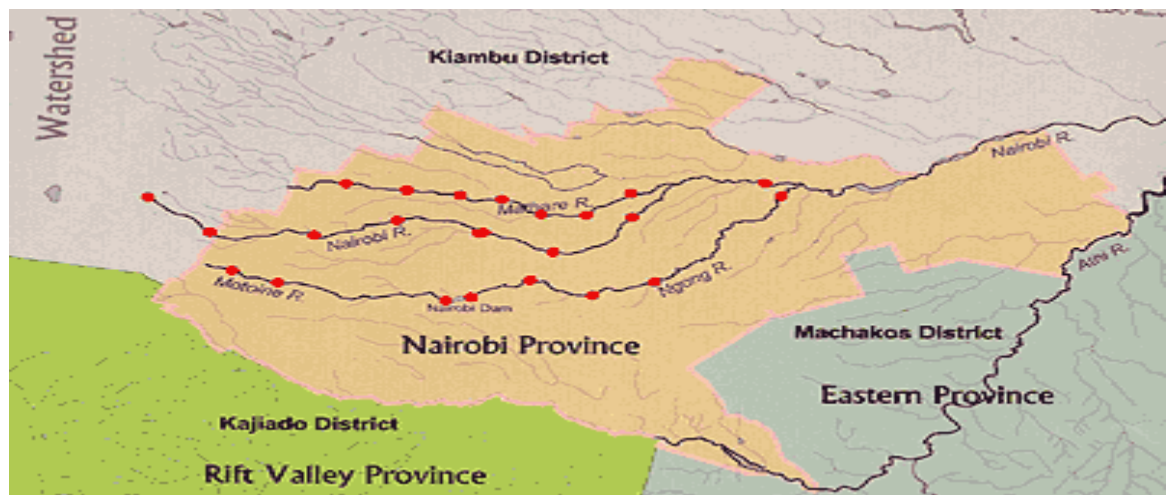 Watershed
Kiambu District
Nairobi R.
Mathare R.
Nairobi R.
Athi R.
Ngong R.
Motoine R.
Nairobi Dam
Machakos District
Nairobi Province
Eastern Province
Kajiado District
Rift Valley Province